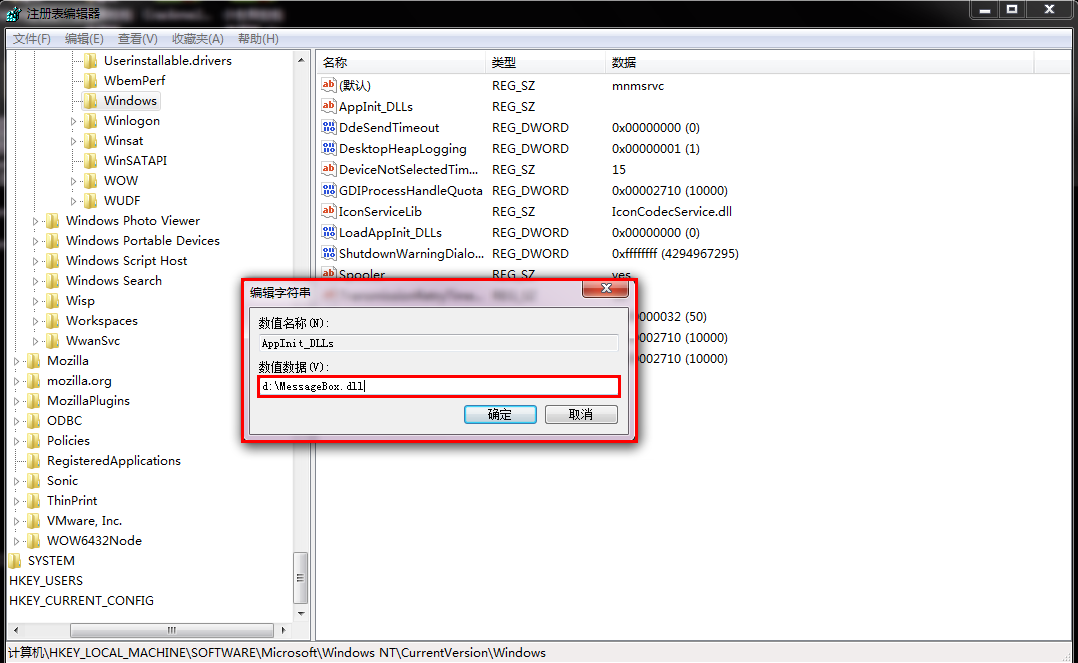 注册表编辑器
文件(F) 编辑(E) 查看(V) 收藏夹(A) 帮助(H)
Userinstallable.drivers
WbemPerf
Windows
Winlogon
Winsat
WinSATAPI
WOW
WUDF
Windows Photo Viewer
Windows Portable Devices
Windows Script Host
Windows Search
Wisp
Workspaces
WwanSvc
Mozilla
mozilla.org
MozillaPlugins
ODBC
Policies
RegisteredApplications
Sonic
ThinPrint
VMware, Inc.
WOW6432Node
SYSTEM
HKEY_USERS
HKEY_CURRENT_CONFIG
名称 类型 数据
(默认) REG_SZ mnmsrvc
AppInit_DLLs REG_SZ
DdeSendTimeout REG_DWORD 0x00000000 (0)
DesktopHeapLogging REG_DWORD 0x00000001 (1)
DeviceNotSelectedTim... REG_SZ 15
GDIProcessHandleQuota REG_DWORD 0x00002710 (10000)
IconServiceLib REG_SZ IconCodecService.dll
LoadAppInit_DLLs REG_DWORD 0x00000000 (0)
ShutdownWarningDialo... REG_DWORD 0xffffffff (4294967295)
Spooler REG_SZ yes
000032 (50)
002710 (10000)
002710 (10000)
编辑字符串
数值名称(N):
AppInit_DLLs
数值数据(V):
d:\MessageBox.dll
确定 取消
计算机\HKEY_LOCAL_MACHINE\SOFTWARE\Microsoft\Windows NT\CurrentVersion\Windows